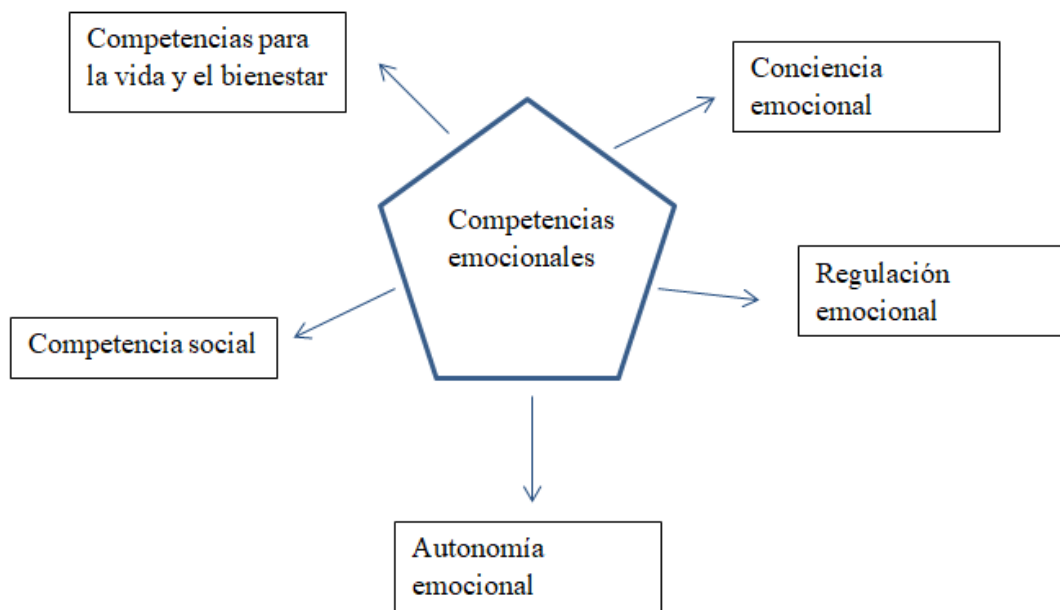 Competencias para
la vida y el bienestar
Conciencia
emocional
Competencias
emocionales
Regulación
emocional
Competencia social
Autonomía
emocional